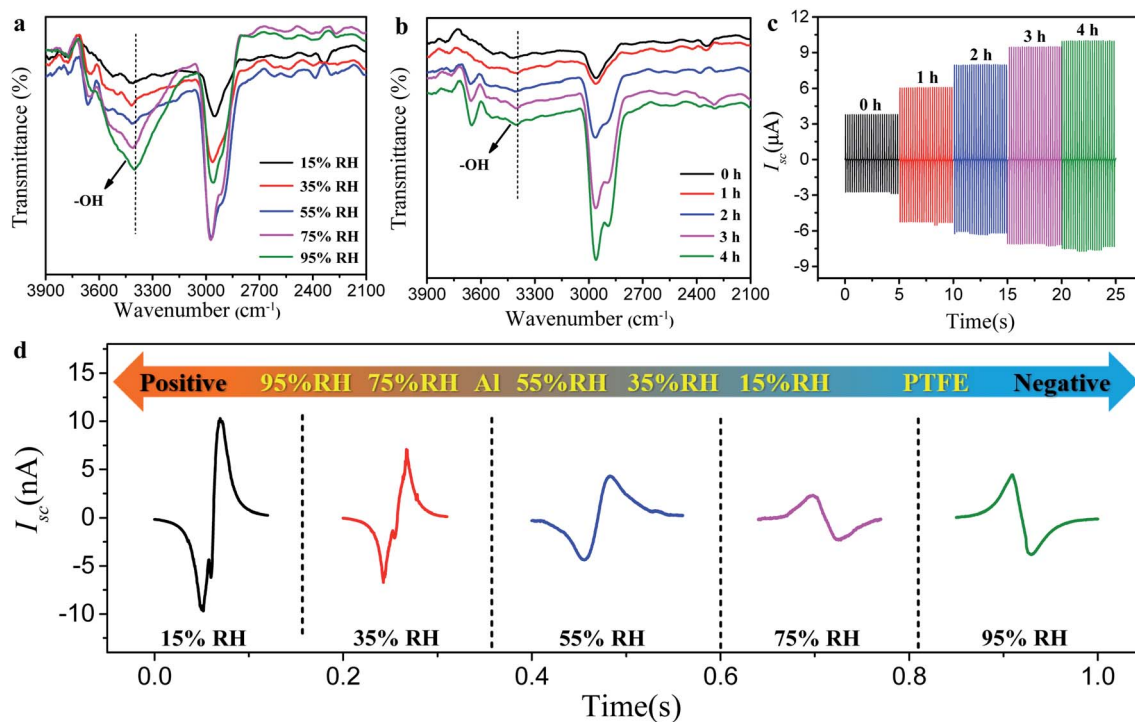 a
Transmittance (%)
-OH
15% RH
35% RH
55% RH
75% RH
95% RH
3900 3600 3300 3000 2700 2400 2100
Wavenumber (cm⁻¹)
b
Transmittance (%)
-OH
0 h
1 h
2 h
3 h
4 h
3900 3600 3300 3000 2700 2400 2100
Wavenumber (cm⁻¹)
c
12
9
6
3
0
-3
-6
-9
Isc(μA)
0 h
1 h
2 h
3 h
4 h
0 5 10 15 20 25
Time(s)
d
15
10
5
0
-5
-10
Isc(nA)
Positive 95%RH 75%RH Al 55%RH 35%RH 15%RH PTFE Negative
15% RH 35% RH 55% RH 75% RH 95% RH
0.0 0.2 0.4 0.6 0.8 1.0
Time(s)